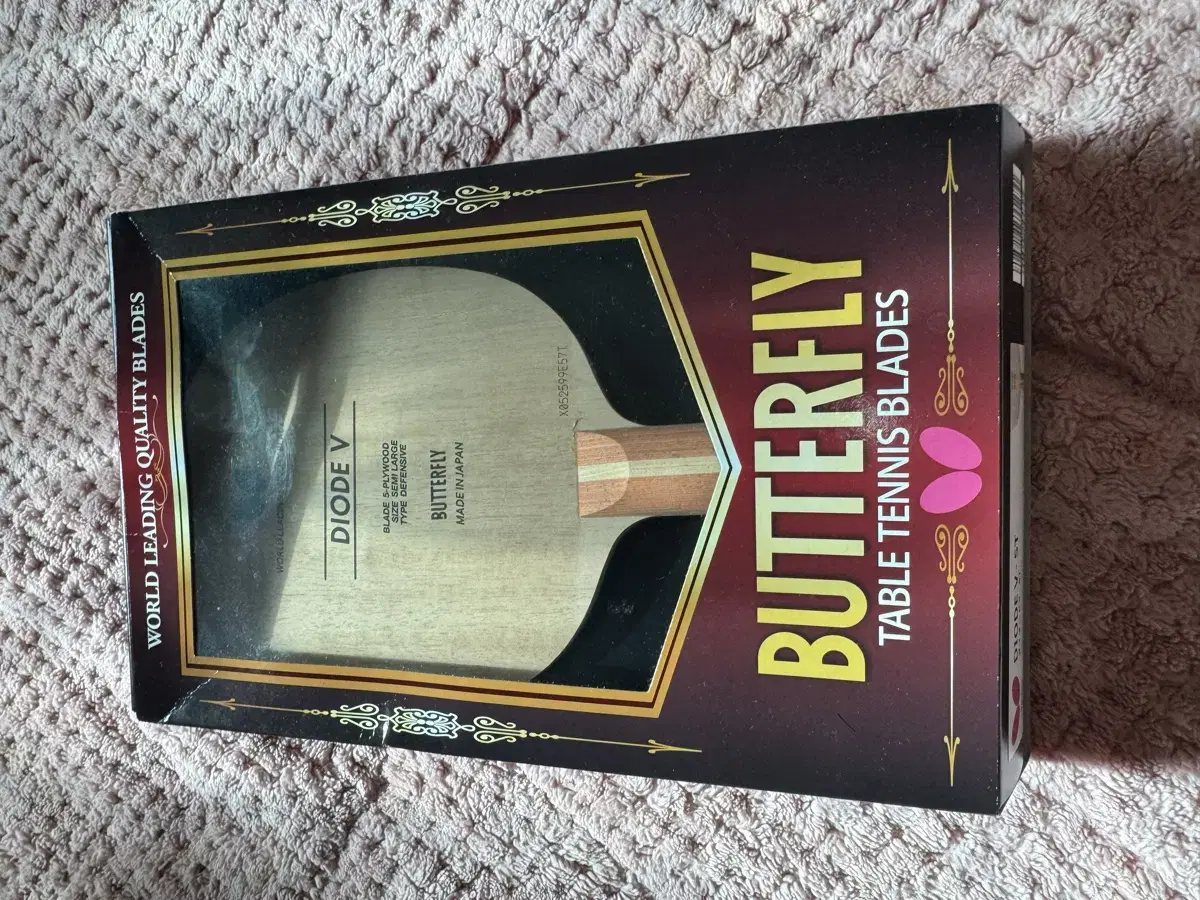 WORLD LEADING QUALITY BLADES
DIODE V
BLADE 5-PLYWOOD
SIZE SEMI LARGE
TYPE DEFENSIVE
BUTTERFLY
MADE IN JAPAN
X052599E57T
BUTTERFLY
TABLE TENNIS BLADES
DIODE V - ST